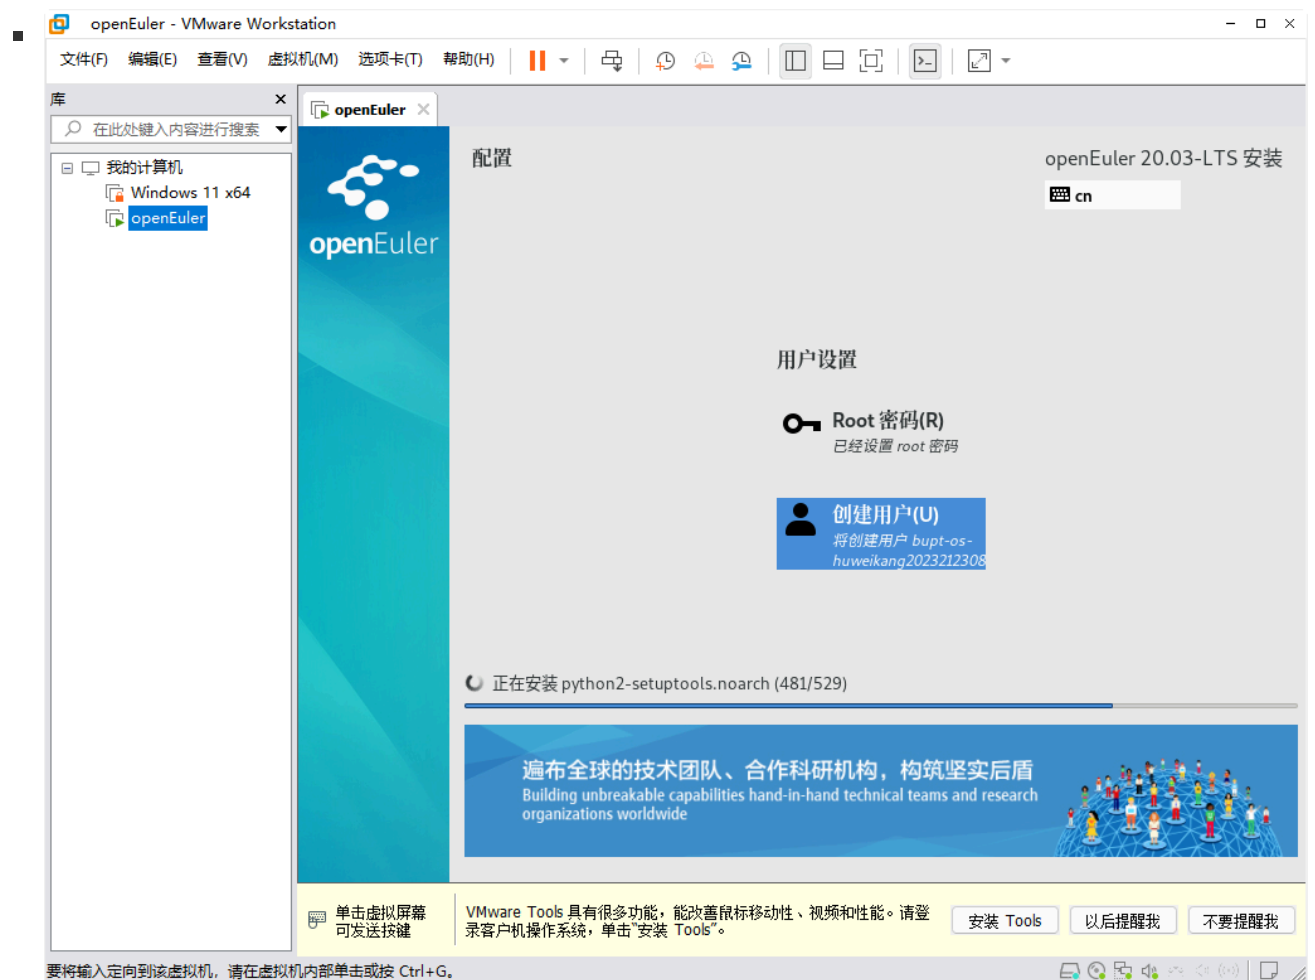 openEuler - VMware Workstation
文件(F) 编辑(E) 查看(V) 虚拟机(M) 选项卡(T) 帮助(H)
库
在此处键入内容进行搜索
我的计算机
Windows 11 x64
openEuler
openEuler
openEuler
配置
openEuler 20.03-LTS 安装
cn
用户设置
Root 密码(R)
已经设置 root 密码
创建用户(U)
将创建用户 bupt-os-
huweikang2023212308
正在安装 python2-setuptools.noarch (481/529)
遍布全球的技术团队、合作科研机构，构筑坚实后盾
Building unbreakable capabilities hand-in-hand technical teams and research
organizations worldwide
单击虚拟屏幕
可发送按键
VMware Tools 具有很多功能，能改善鼠标移动性、视频和性能。请登
录客户机操作系统，单击“安装 Tools”。
安装 Tools
以后提醒我
不要提醒我
要将输入定向到该虚拟机，请在虚拟机内部单击或按 Ctrl+G。